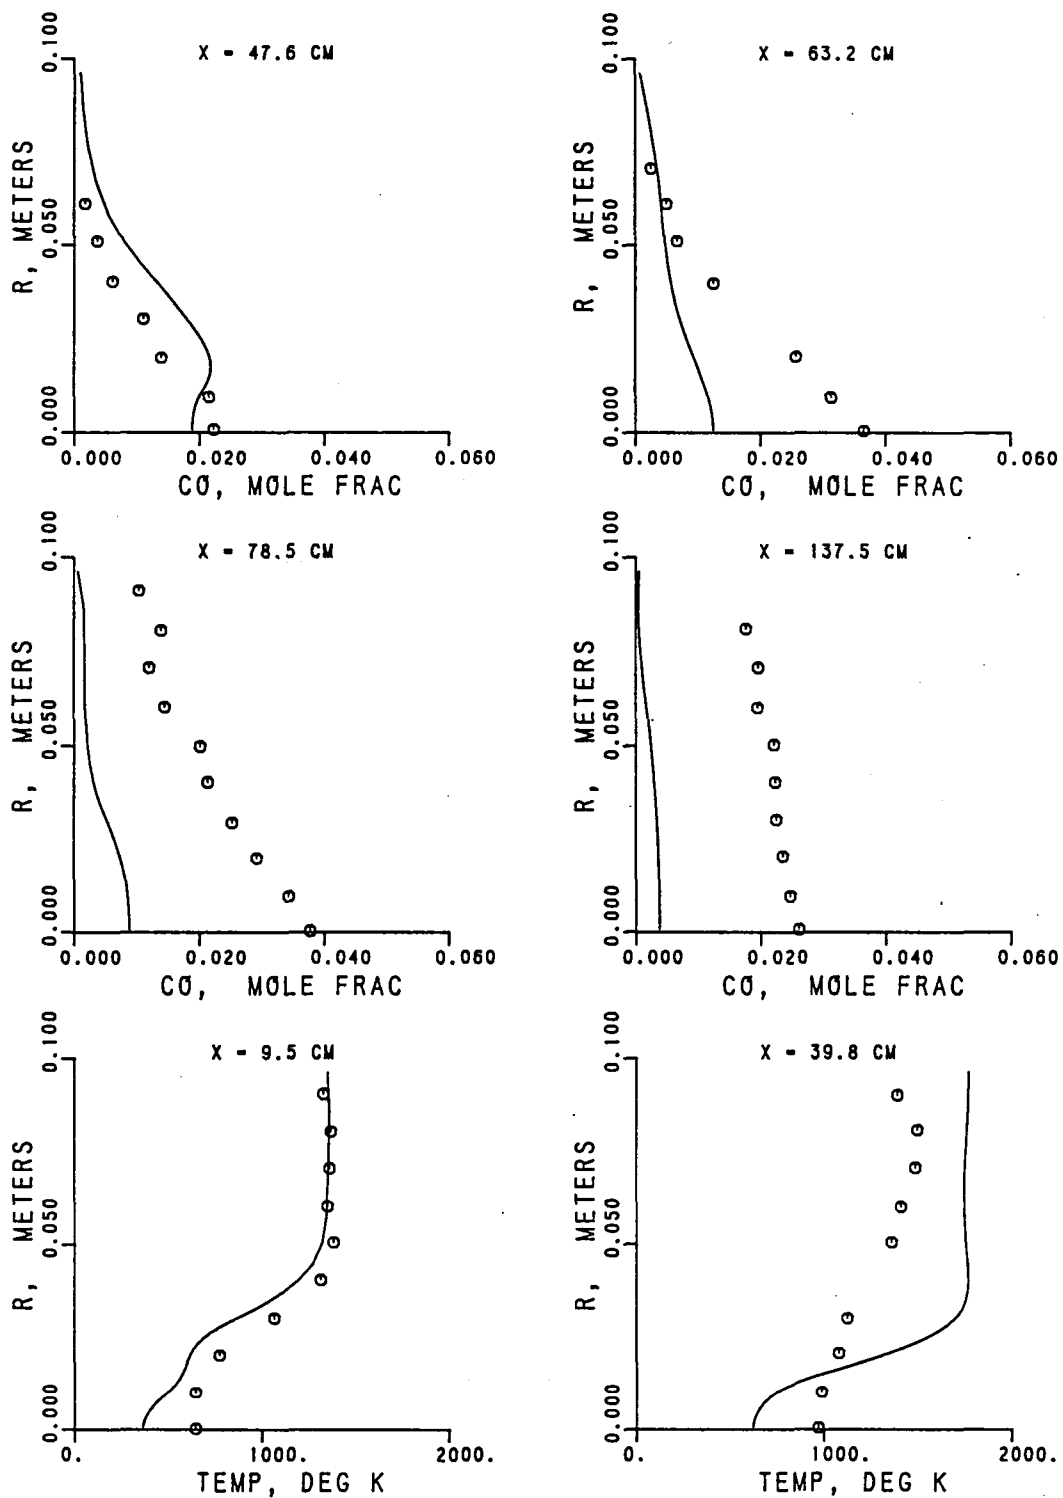 X = 47.6 CM
0.100
0.050
0.000
R, METERS
0.000 0.020 0.040 0.060
CO, MOLE FRAC
X = 63.2 CM
0.100
0.050
0.000
R, METERS
0.000 0.020 0.040 0.060
CO, MOLE FRAC
X = 78.5 CM
0.100
0.050
0.000
R, METERS
0.000 0.020 0.040 0.060
CO, MOLE FRAC
X = 137.5 CM
0.100
0.050
0.000
R, METERS
0.000 0.020 0.040 0.060
CO, MOLE FRAC
X = 9.5 CM
0.100
0.050
0.000
R, METERS
0. 1000. 2000.
TEMP, DEG K
X = 39.8 CM
0.100
0.050
0.000
R, METERS
0. 1000. 2000.
TEMP, DEG K